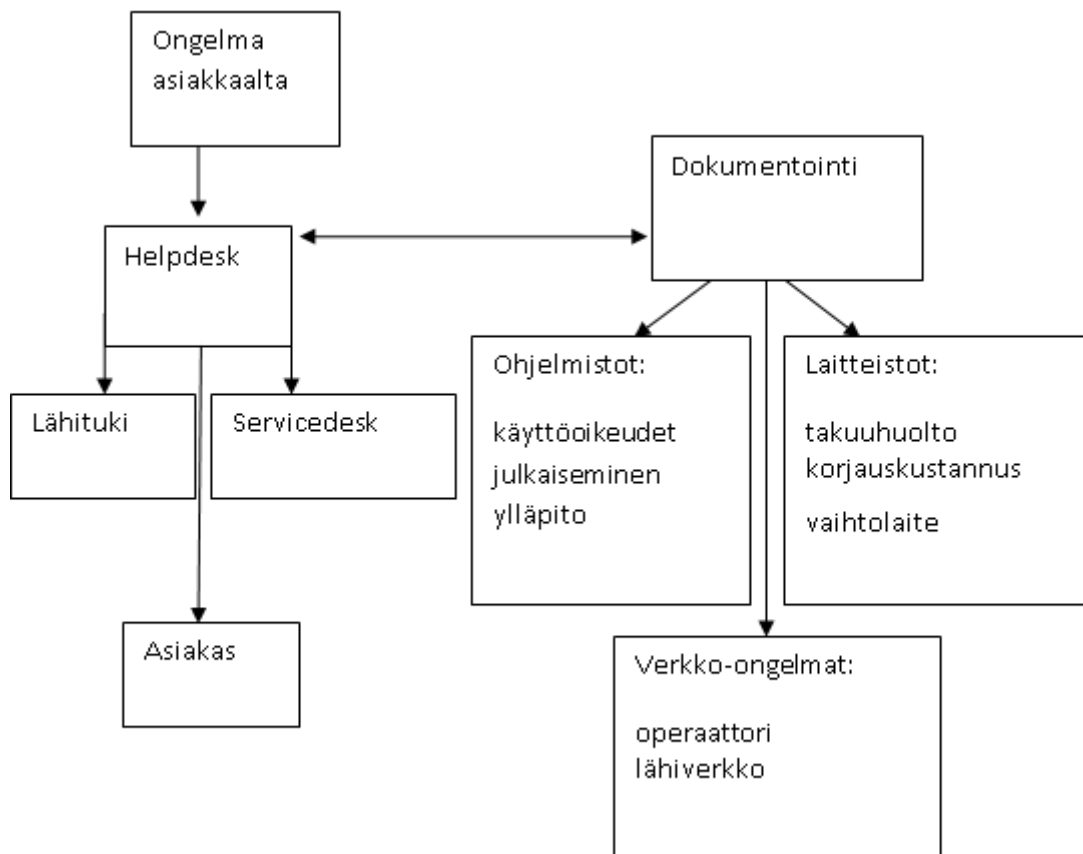 Ongelma
asiakkaalta
Dokumentointi
Helpdesk
Ohjelmistot:
käyttöoikeudet
julkaiseminen
ylläpito
Laitteistot:
takuuhuolto
korjauskustannus
vaihtolaite
Lähituki
Servicedesk
Asiakas
Verkko-ongelmat:
operaattori
lähiverkko